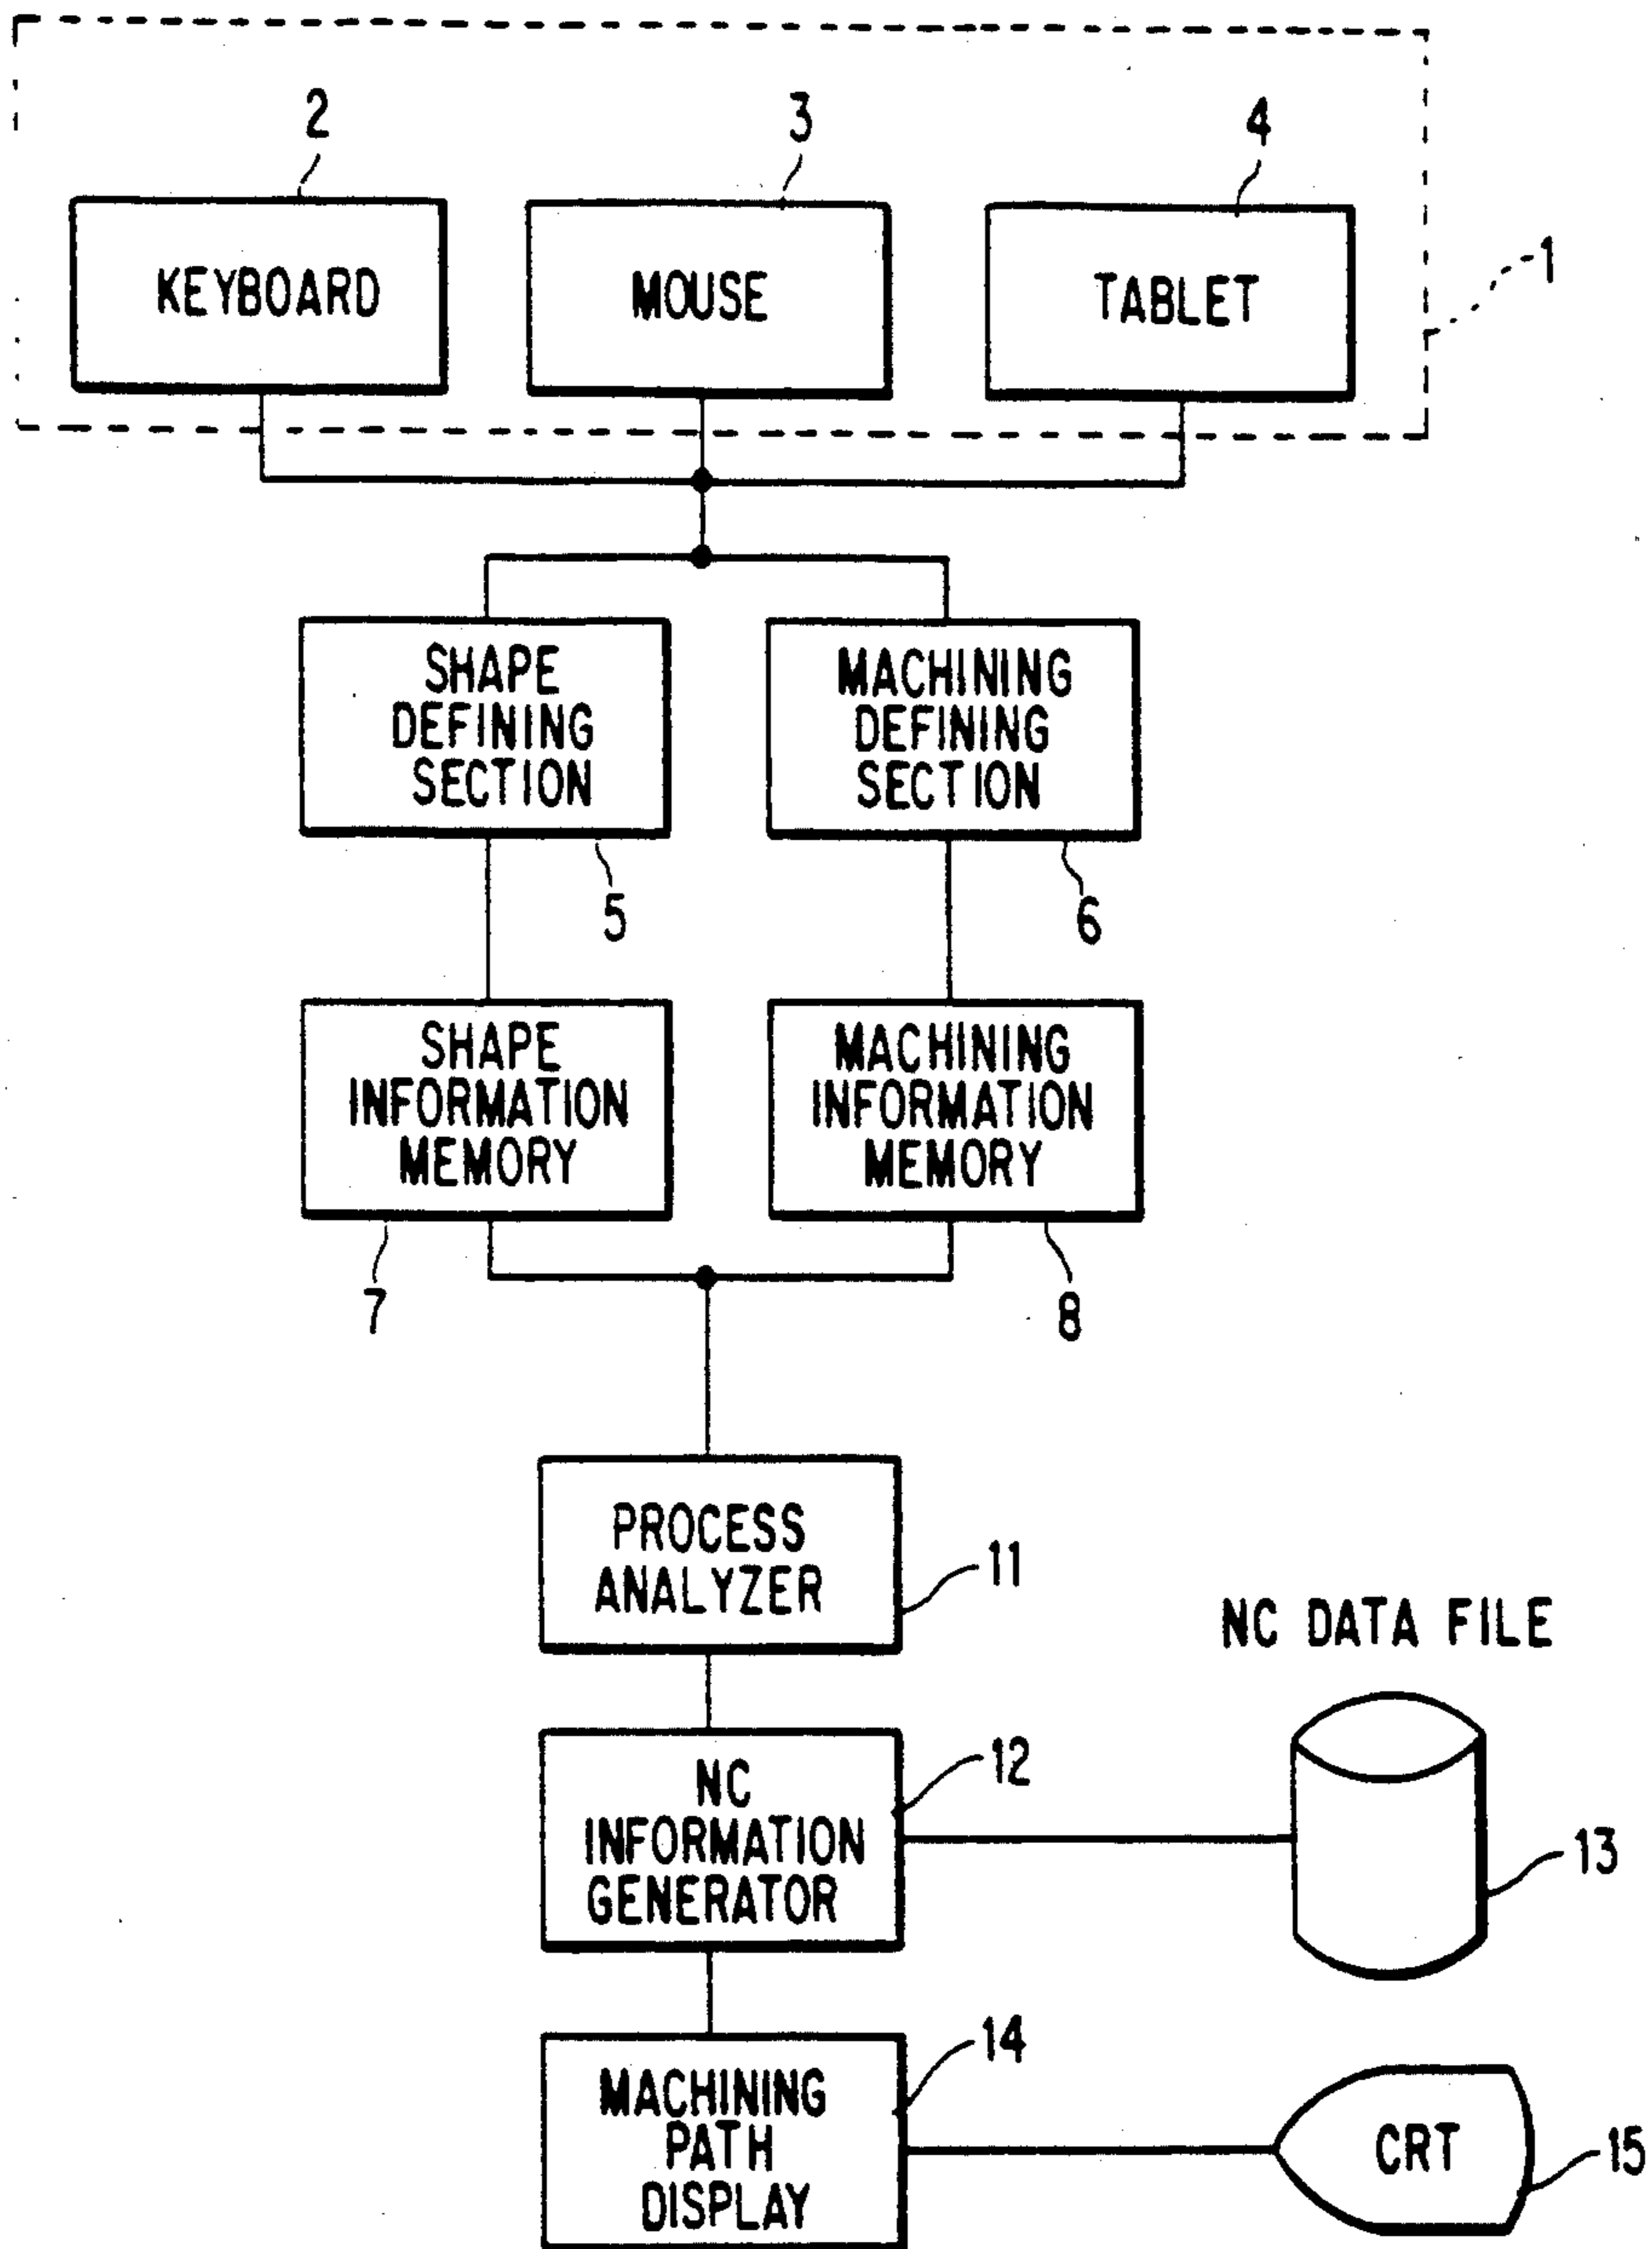 2
3
4
KEYBOARD
MOUSE
TABLET
1
SHAPE
DEFINING
SECTION
5
MACHINING
DEFINING
SECTION
6
SHAPE
INFORMATION
MEMORY
7
MACHINING
INFORMATION
MEMORY
8
PROCESS
ANALYZER
11
NC DATA FILE
NC
INFORMATION
GENERATOR
12
13
MACHINING
PATH
DISPLAY
14
CRT
15